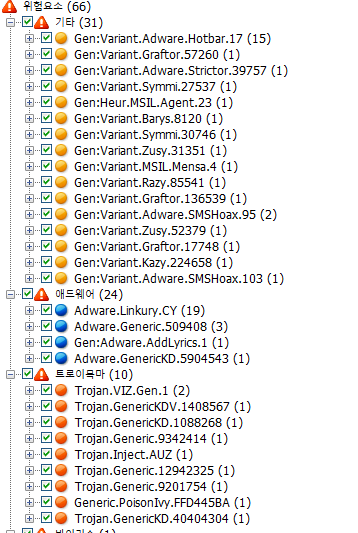 위험요소 (66)
기타 (31)
Gen:Variant.Adware.Hotbar.17 (15)
Gen:Variant.Graftor.57260 (1)
Gen:Variant.Adware.Strictor.39757 (1)
Gen:Variant.Symmi.27537 (1)
Gen:Heur.MSIL.Agent.23 (1)
Gen:Variant.Barys.8120 (1)
Gen:Variant.Symmi.30746 (1)
Gen:Variant.Zusy.31351 (1)
Gen:Variant.MSIL.Mensa.4 (1)
Gen:Variant.Razy.85541 (1)
Gen:Variant.Graftor.136539 (1)
Gen:Variant.Adware.SMSHoax.95 (2)
Gen:Variant.Zusy.52379 (1)
Gen:Variant.Graftor.17748 (1)
Gen:Variant.Kazy.224658 (1)
Gen:Variant.Adware.SMSHoax.103 (1)
애드웨어 (24)
Adware.Linkury.CY (19)
Adware.Generic.509408 (3)
Gen:Adware.AddLyrics.1 (1)
Adware.GenericKD.5904543 (1)
트로이목마 (10)
Trojan.VIZ.Gen.1 (2)
Trojan.GenericKDV.1408567 (1)
Trojan.GenericKD.1088268 (1)
Trojan.Generic.9342414 (1)
Trojan.Inject.AUZ (1)
Trojan.Generic.12942325 (1)
Trojan.Generic.9201754 (1)
Generic.PoisonIvy.FFD445BA (1)
Trojan.GenericKD.40404304 (1)